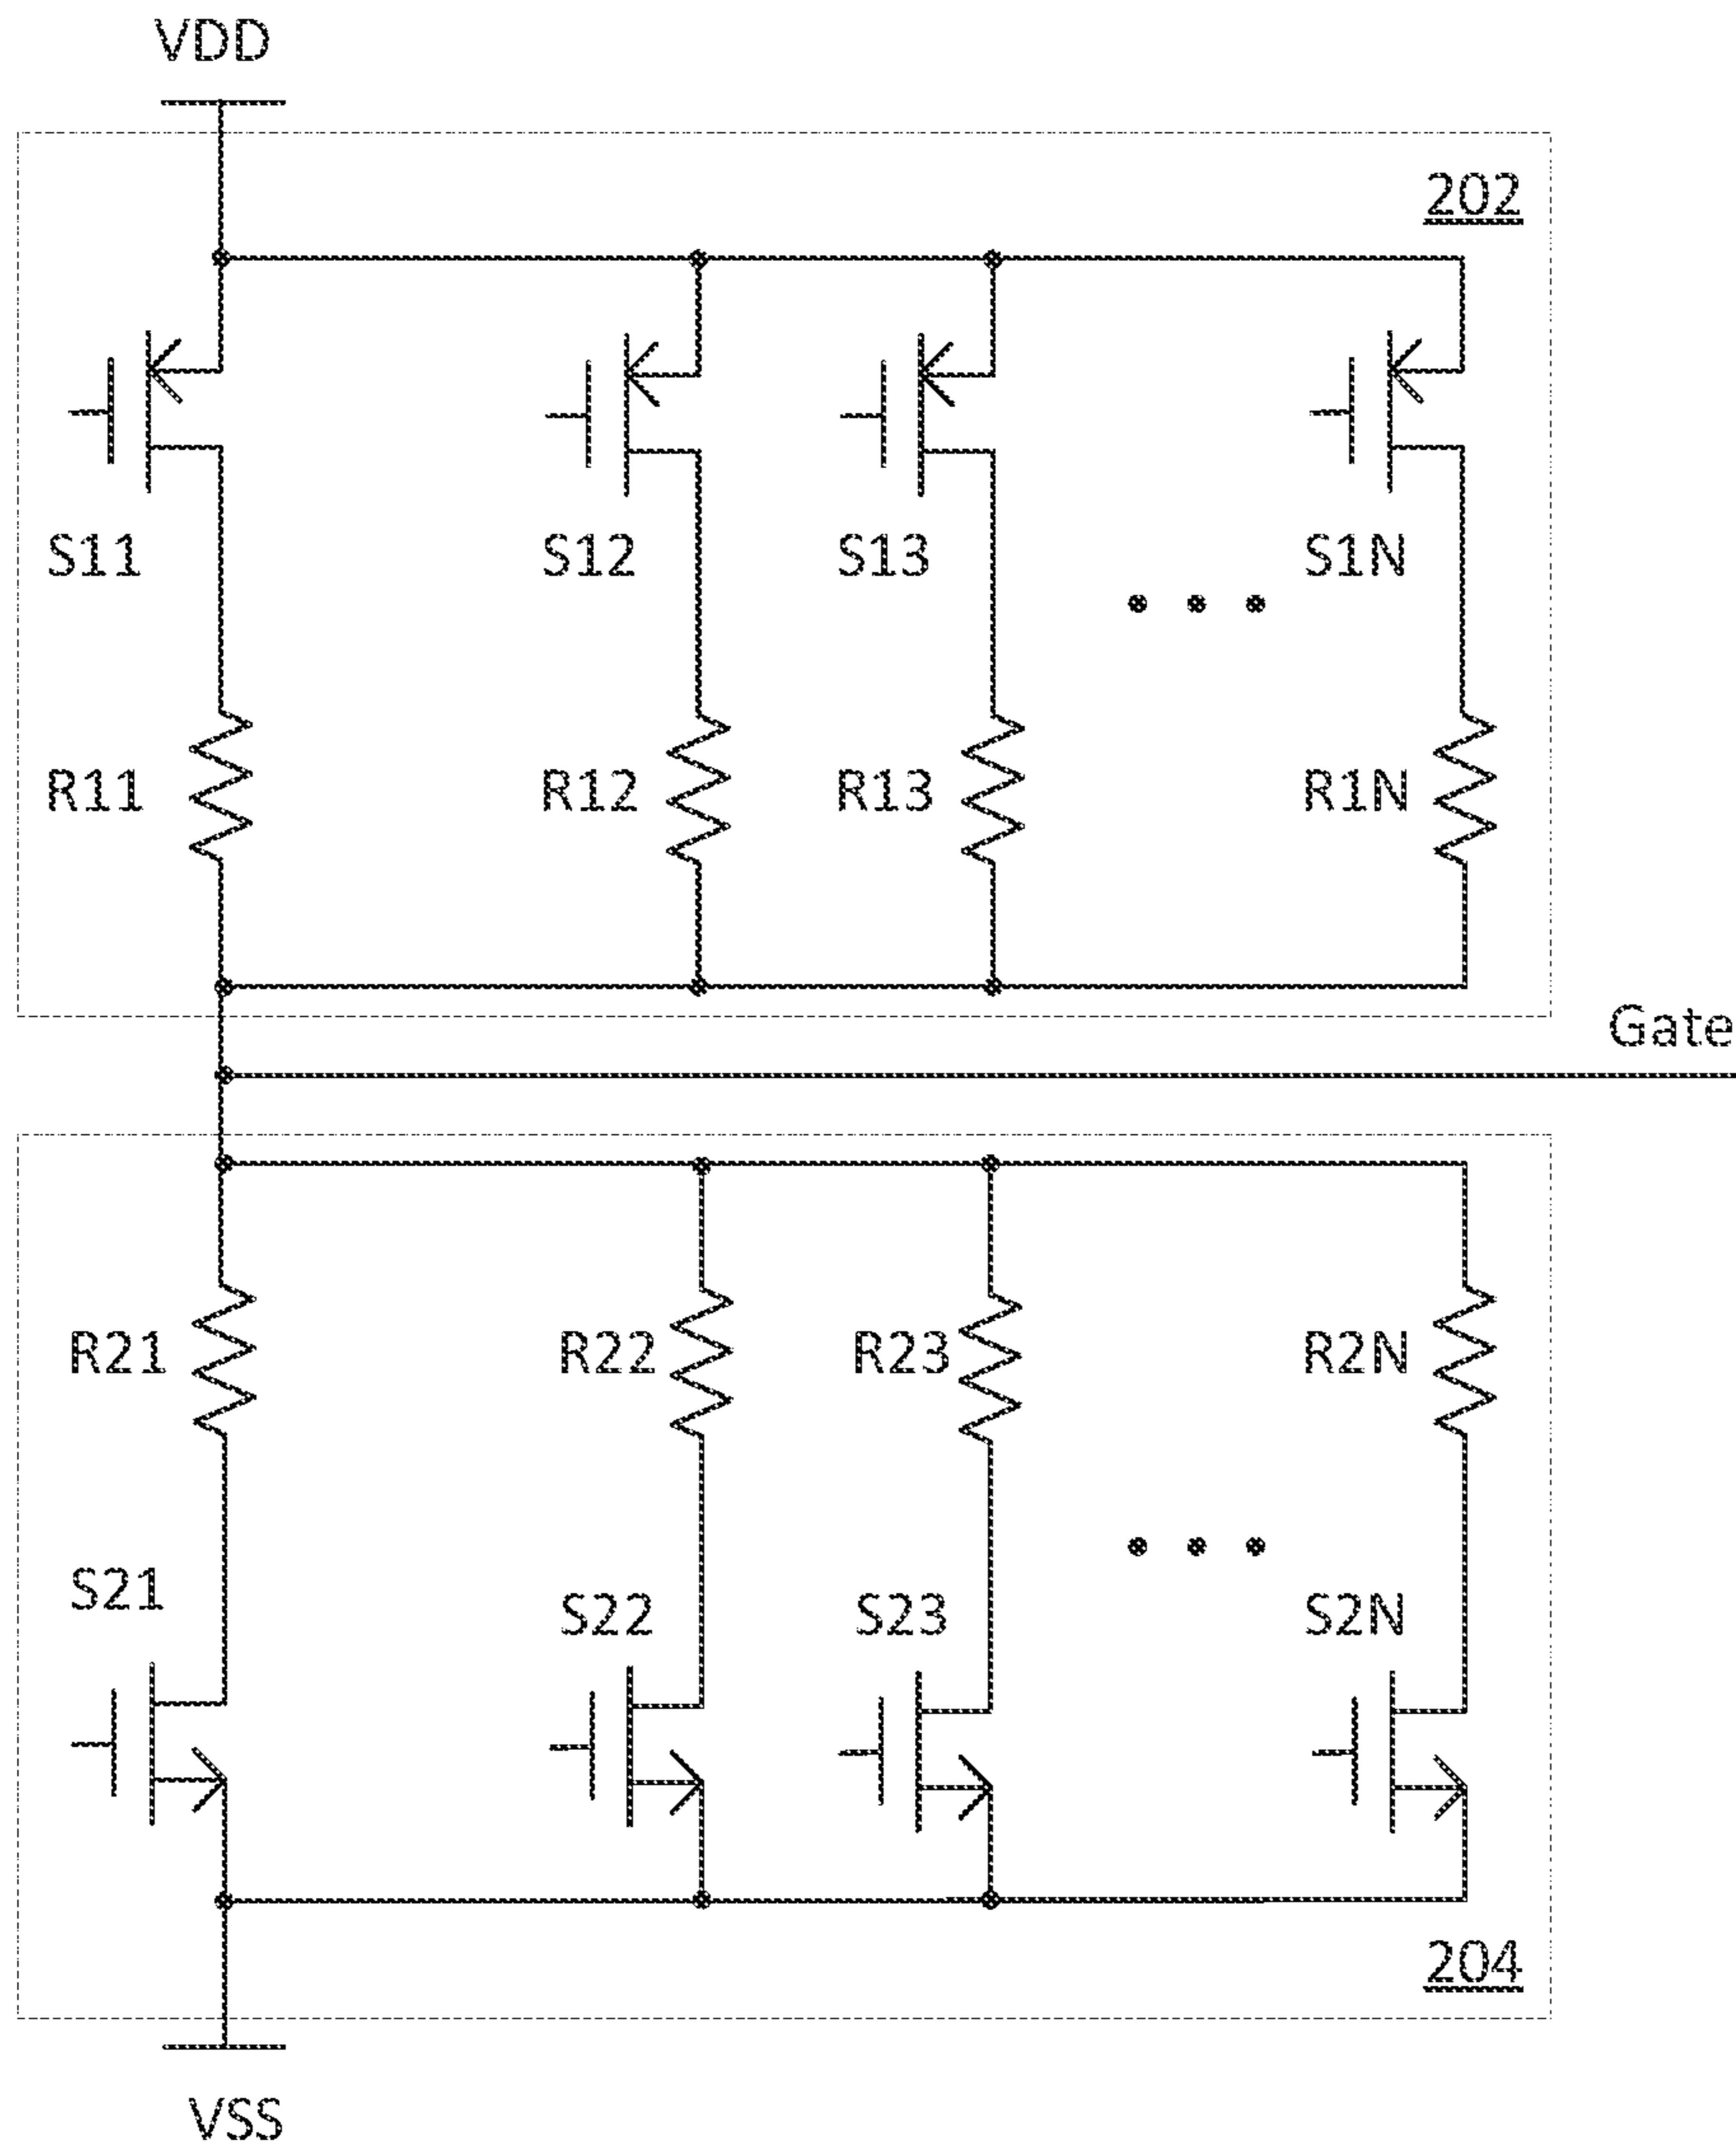 VDD
202
S11 S12 S13 S1N
R11 R12 R13 R1N
Gate
R21 R22 R23 R2N
S21 S22 S23 S2N
204
VSS